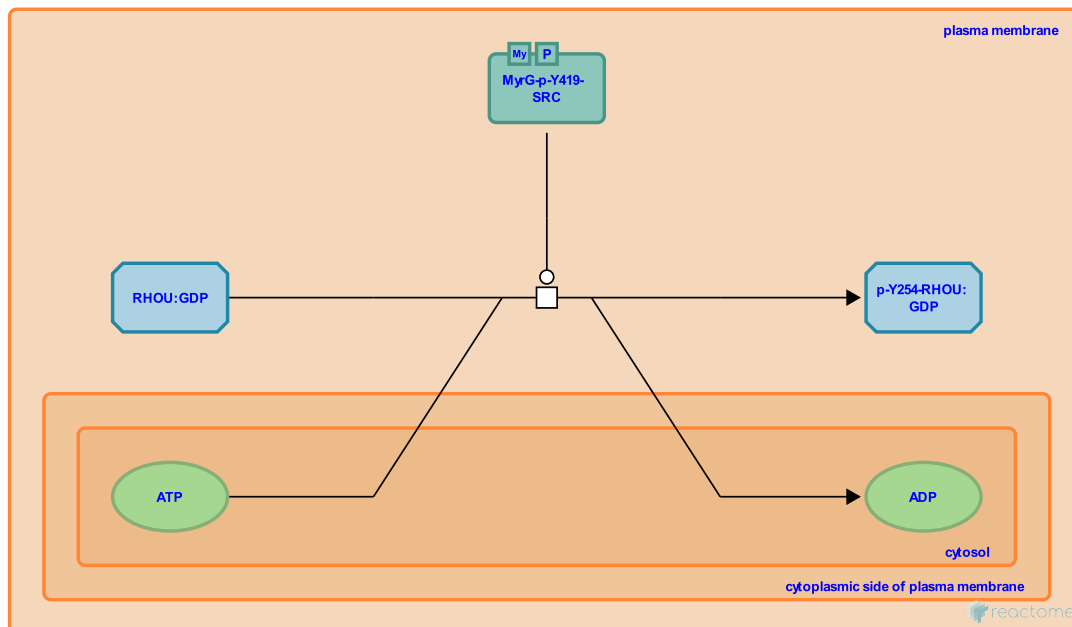 plasma membrane
My P
MyrG-p-Y419-
SRC
RHOU:GDP
p-Y254-RHOU:
GDP
ATP
ADP
cytosol
cytoplasmic side of plasma membrane
reactome